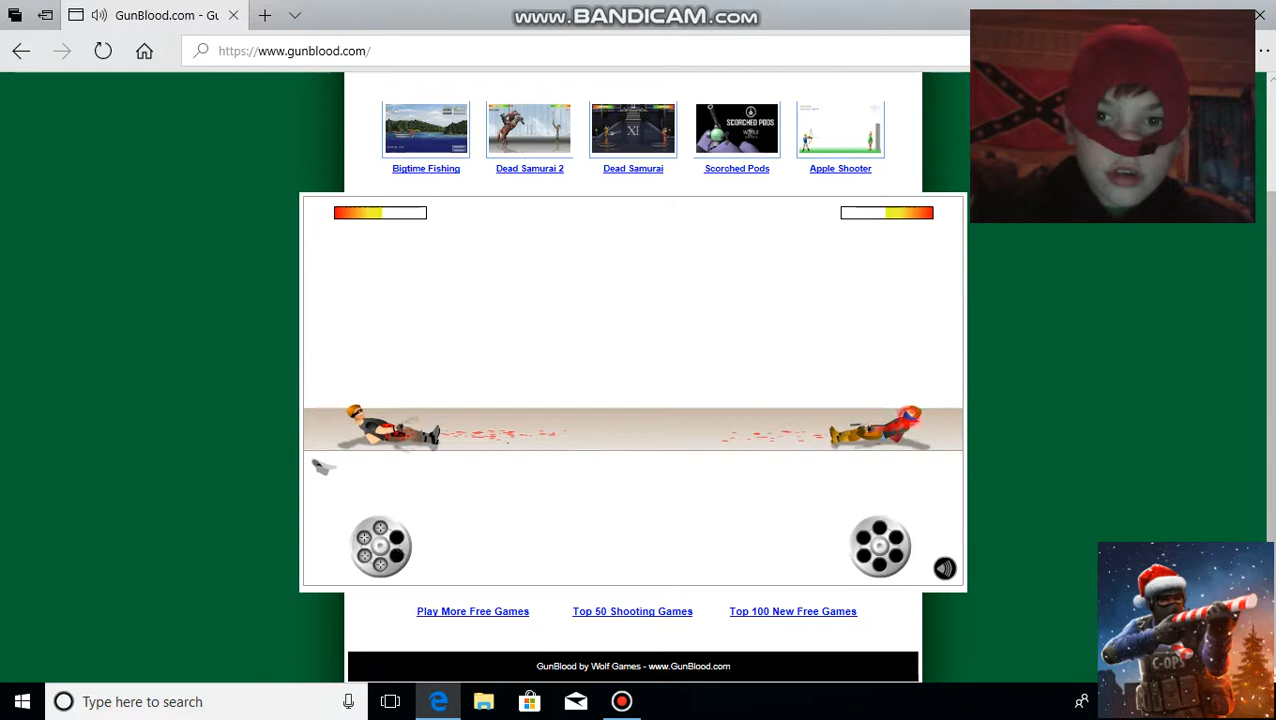 GunBlood.com - Gu
www.BANDICAM.com
https://www.gunblood.com/
SCORCHED PODS
XI
Bigtime Fishing
Dead Samurai 2
Dead Samurai
Scorched Pods
Apple Shooter
Play More Free Games
Top 50 Shooting Games
Top 100 New Free Games
GunBlood by Wolf Games - www.GunBlood.com
C-OPS
Type here to search